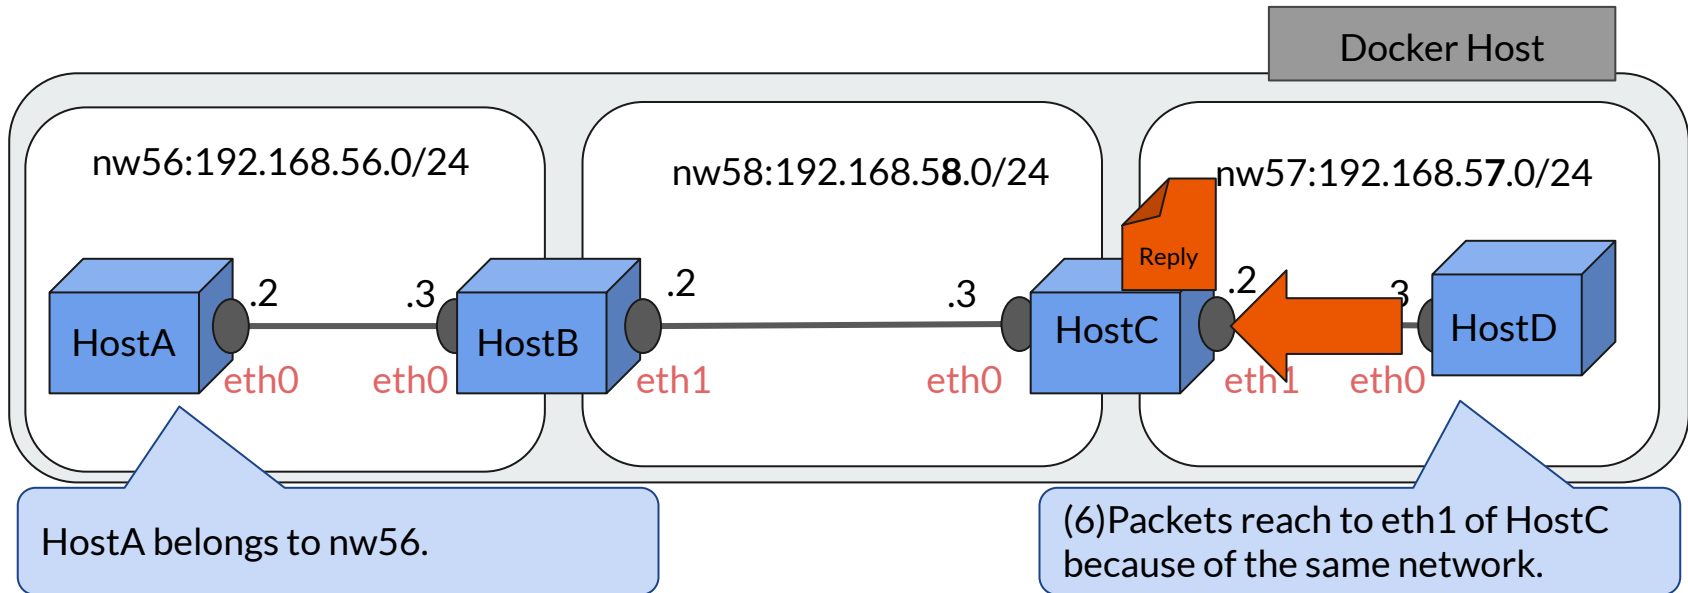 Docker Host
nw56:192.168.56.0/24
nw58:192.168.58.0/24
nw57:192.168.57.0/24
Reply
.2
.3
.2
.3
.2
3
HostA
HostB
HostC
HostD
eth0
eth0
eth1
eth0
eth1
eth0
HostA belongs to nw56.
(6)Packets reach to eth1 of HostC
because of the same network.